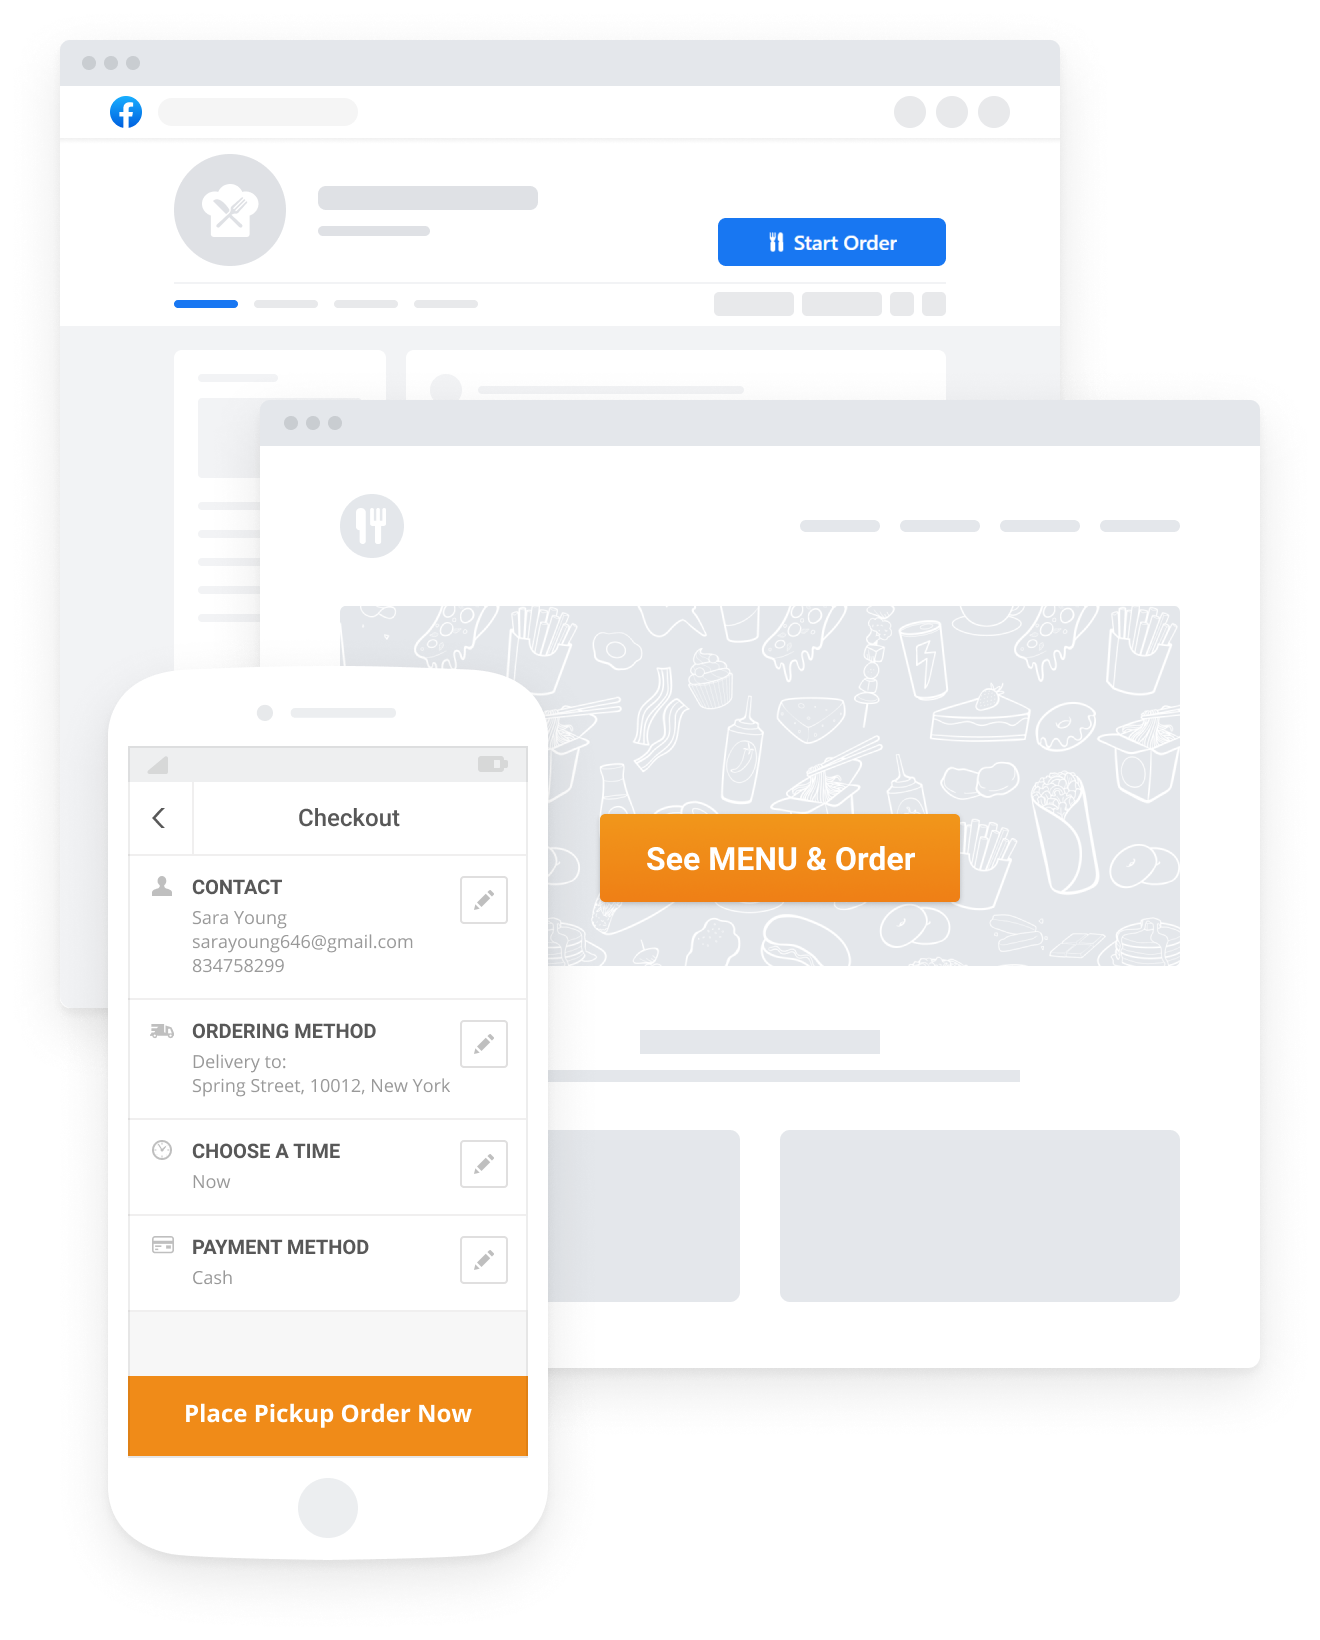 Start Order
See MENU & Order
Checkout
CONTACT
Sara Young
sarayoung646@gmail.com
834758299
ORDERING METHOD
Delivery to:
Spring Street, 10012, New York
CHOOSE A TIME
Now
PAYMENT METHOD
Cash
Place Pickup Order Now